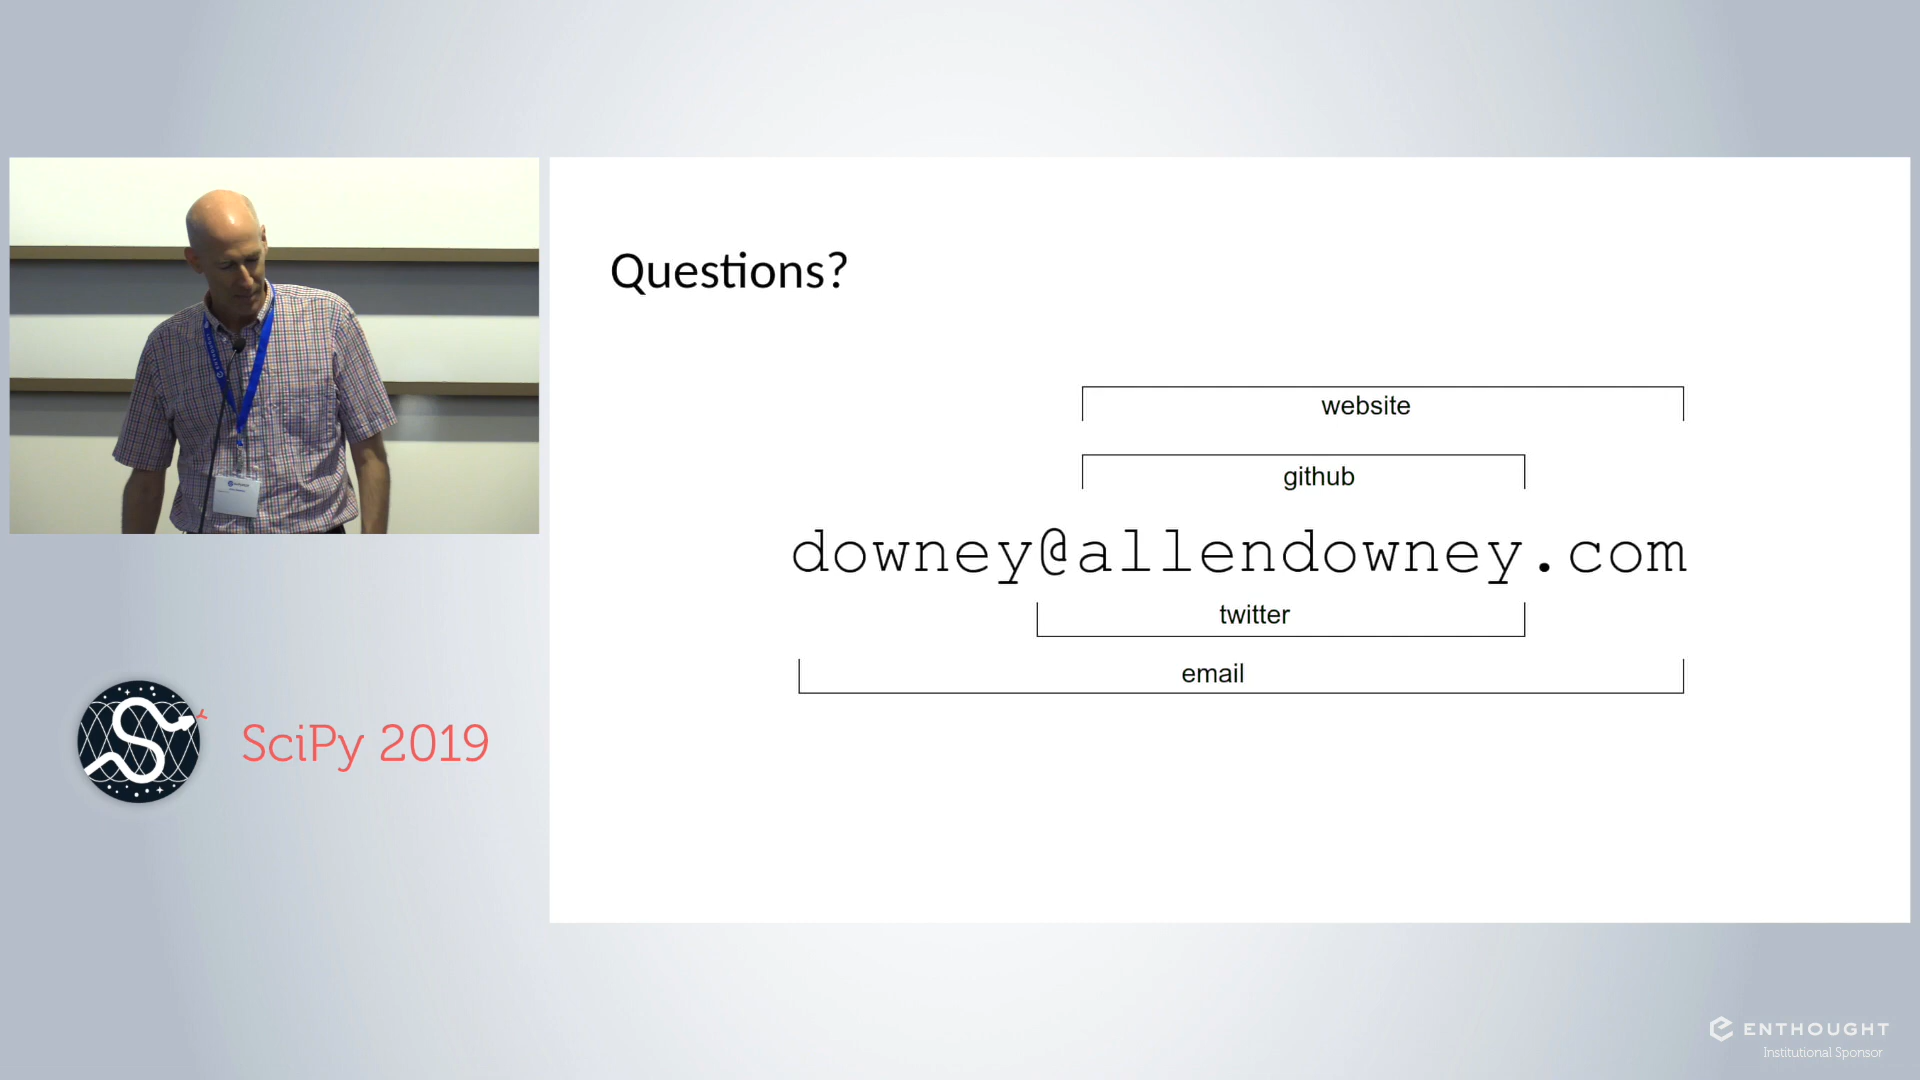 Questions?
website
github
downey@allendowney.com
twitter
email
SciPy 2019
ENTHOUGHT
Institutional Sponsor